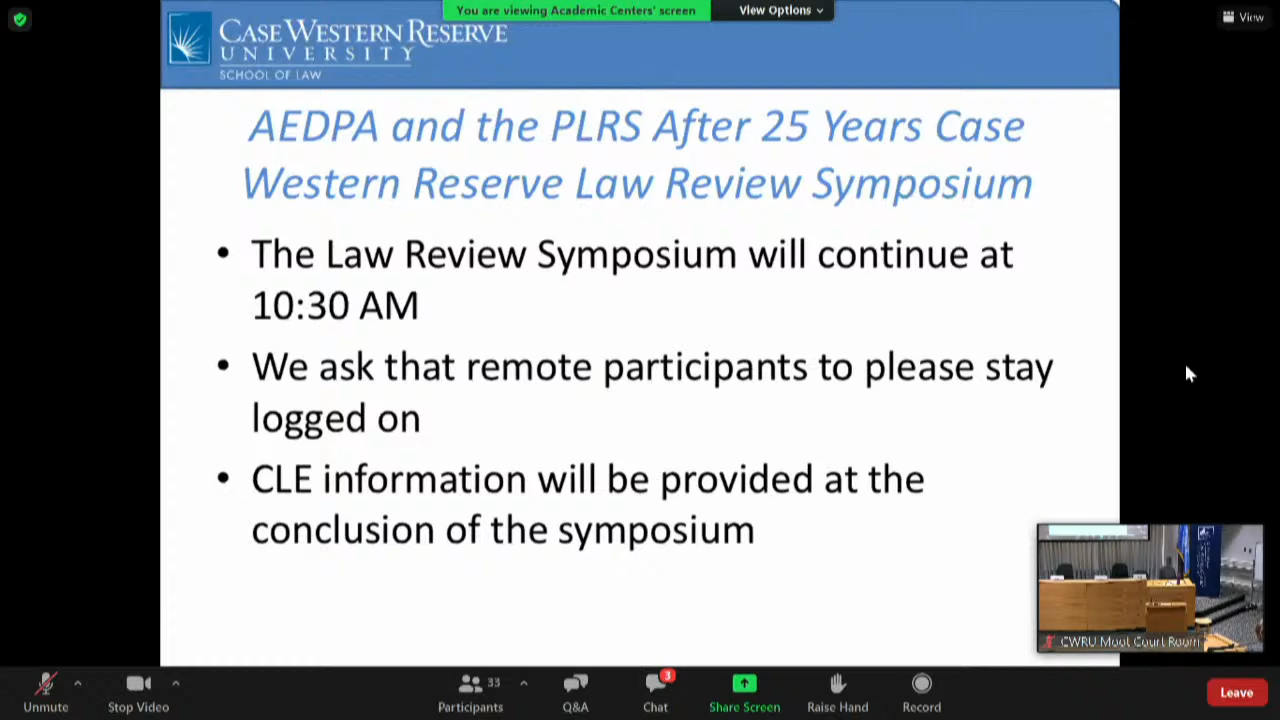 You are viewing Academic Centers' screen
View Options
View
CASE WESTERN RESERVE
UNIVERSITY
SCHOOL OF LAW
AEDPA and the PLRS After 25 Years Case
Western Reserve Law Review Symposium
• The Law Review Symposium will continue at
10:30 AM
• We ask that remote participants to please stay
logged on
• CLE information will be provided at the
conclusion of the symposium
CWRU Moot Court Room
Unmute
Stop Video
33
Participants
Q&A
3
Chat
Share Screen
Raise Hand
Record
Leave